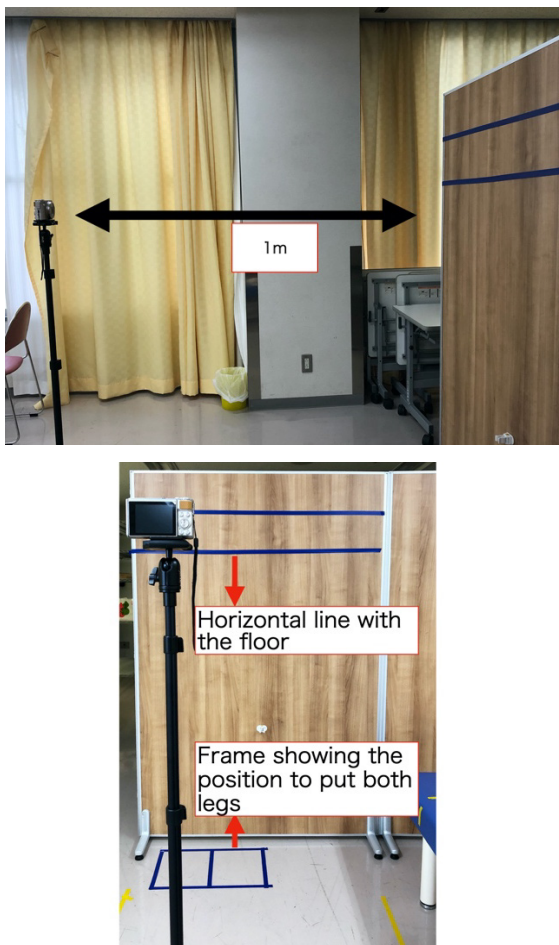 1m
Horizontal line with
the floor
Frame showing the
position to put both
legs